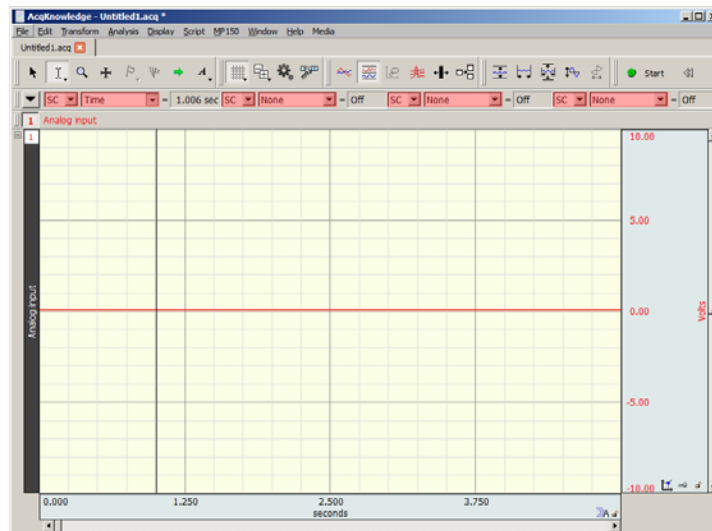 AcqKnowledge - Untitled1.acq *
File Edit Transform Analysis Display Script MP150 Window Help Media
Untitled1.acq
Start
SC Time = 1.006 sec SC None = Off SC None = Off SC None = Off
1 Analog input
1
10.00
5.00
Analog input
0.00
Volts
-5.00
-10.00
0.000 1.250 2.500 3.750
seconds